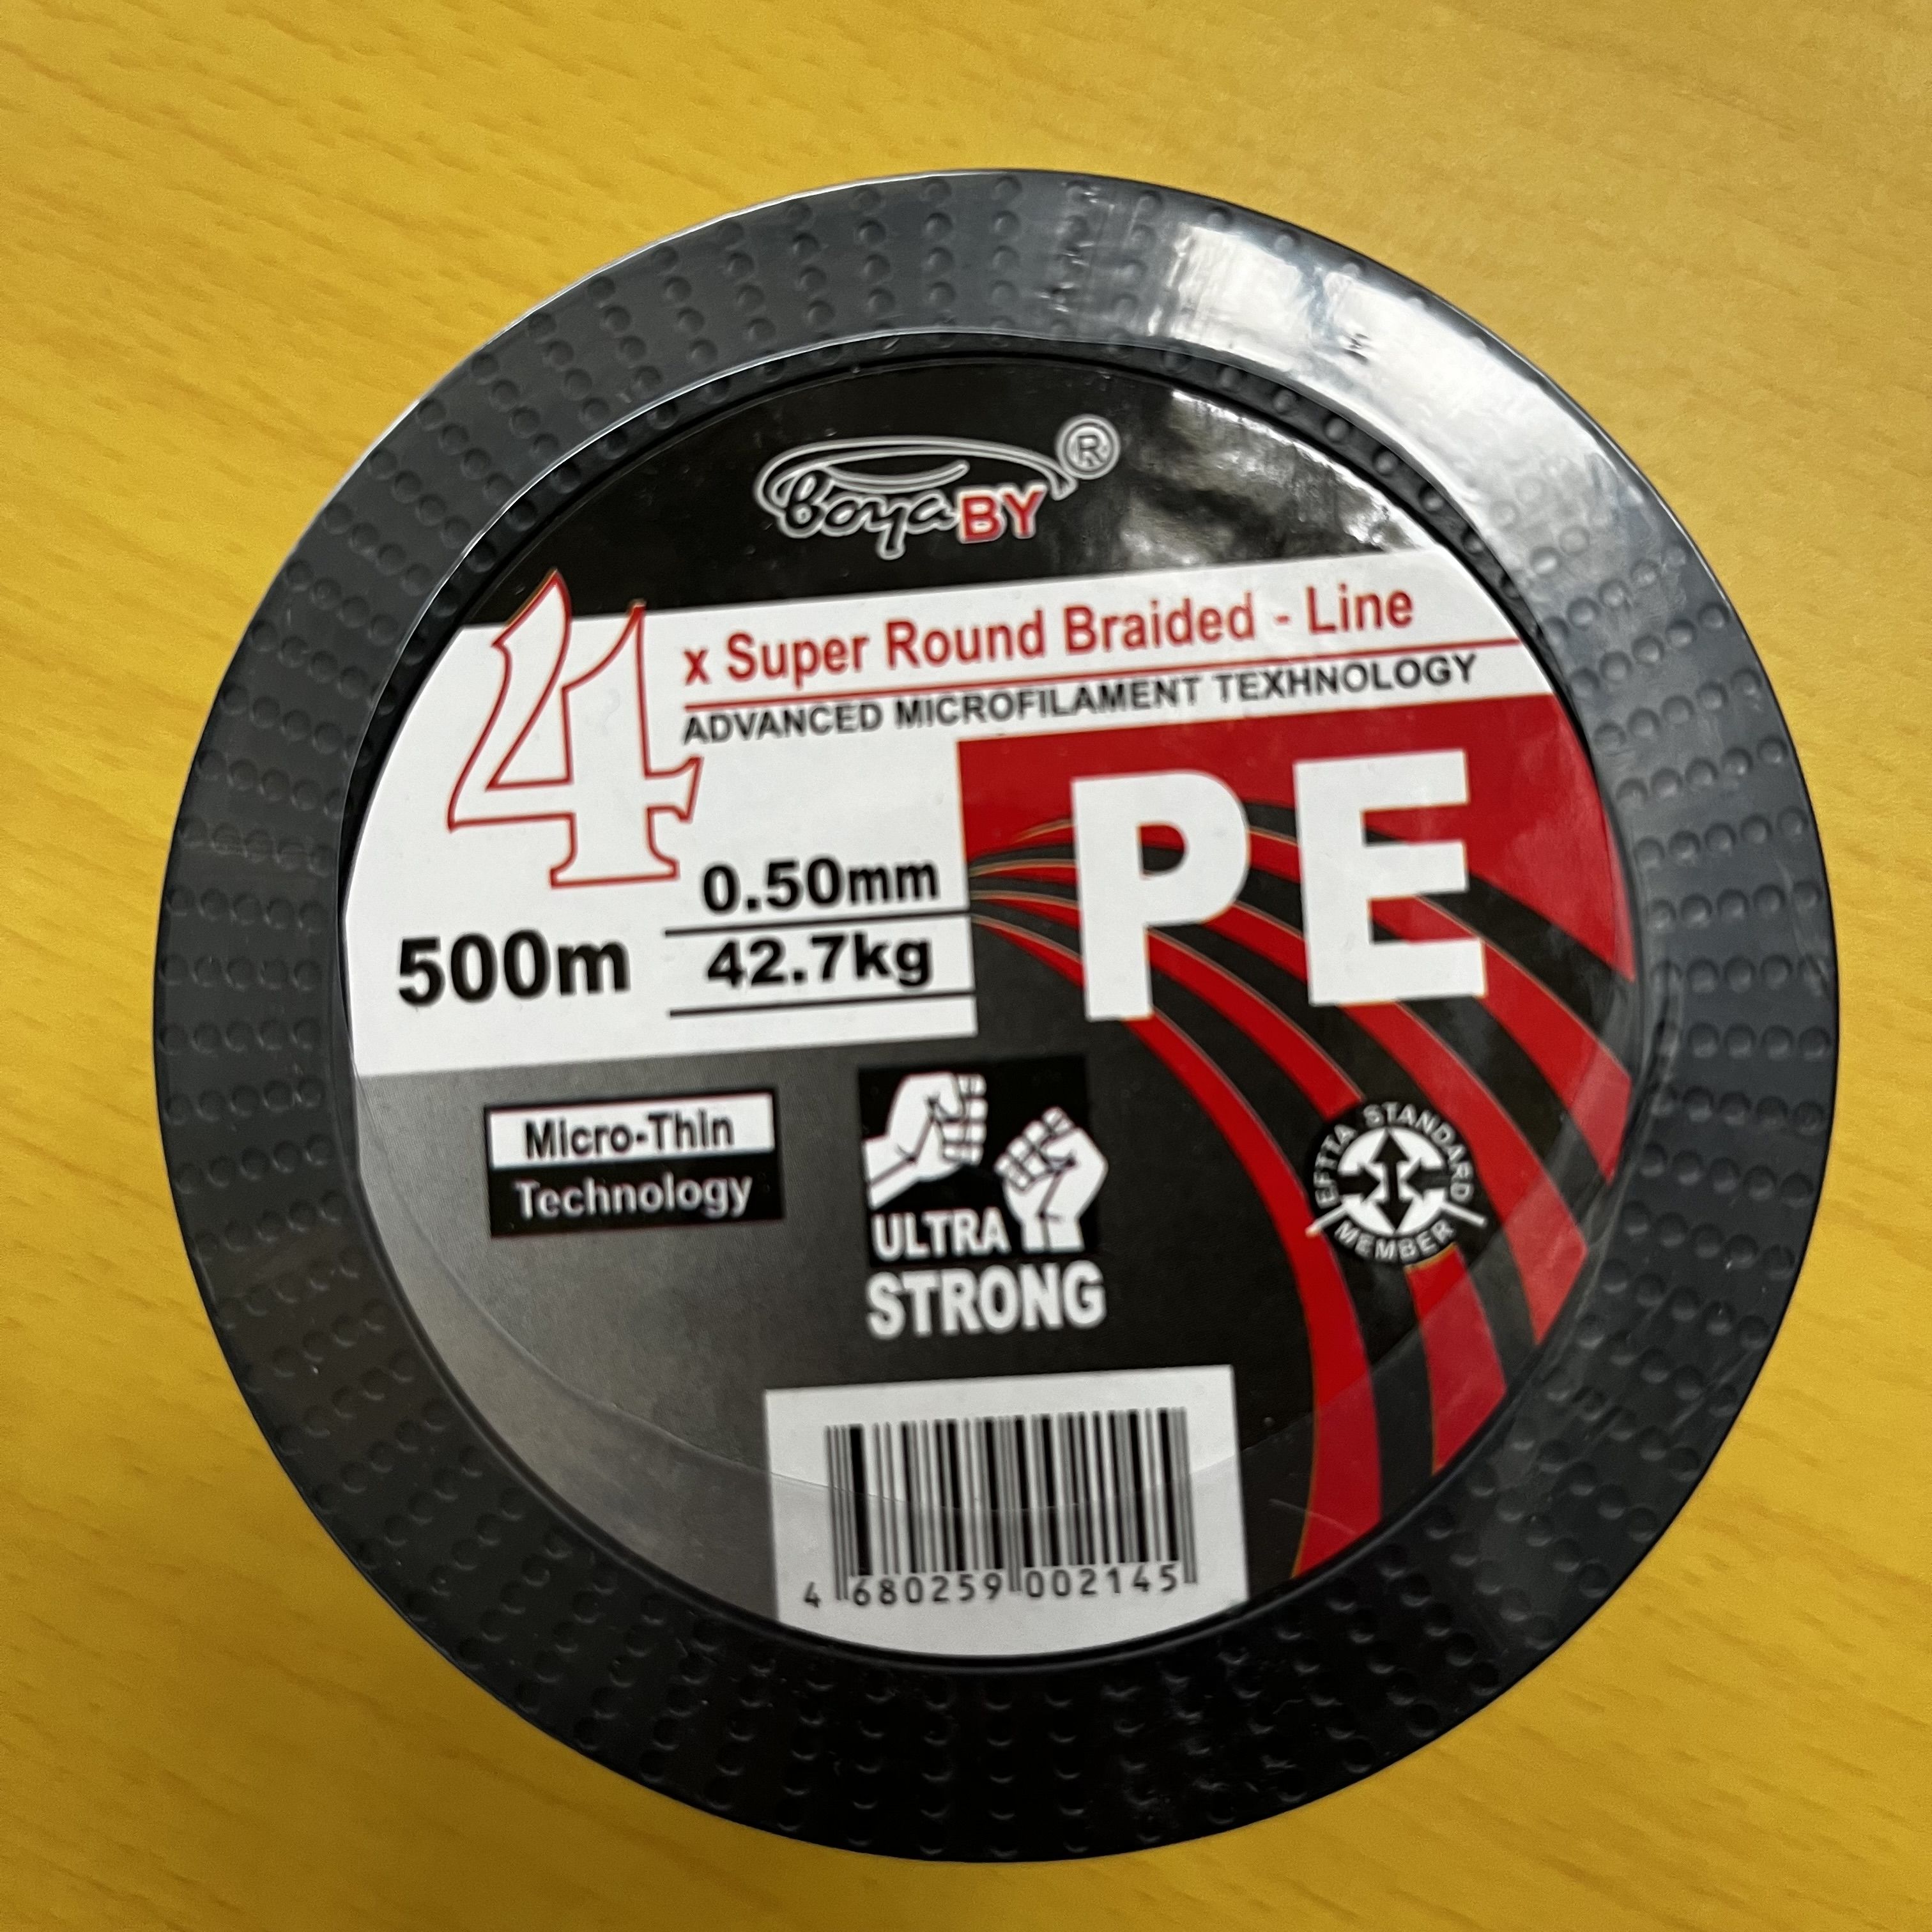 BoyaBY®
4 x Super Round Braided - Line
ADVANCED MICROFILAMENT TEXHNOLOGY
PE
0.50mm
500m
42.7kg
Micro-Thin
Technology
ULTRA
STRONG
EFTTA STANDARD
MEMBER
4 680259 002145